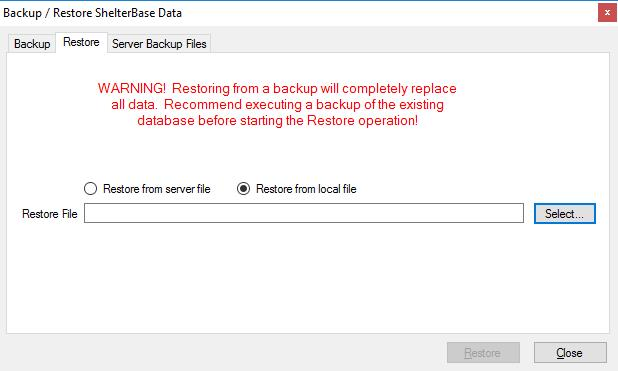 Backup / Restore ShelterBase Data
x
Backup Restore Server Backup Files
WARNING! Restoring from a backup will completely replace
all data. Recommend executing a backup of the existing
database before starting the Restore operation!
Restore from server file Restore from local file
Restore File Select...
Restore Close